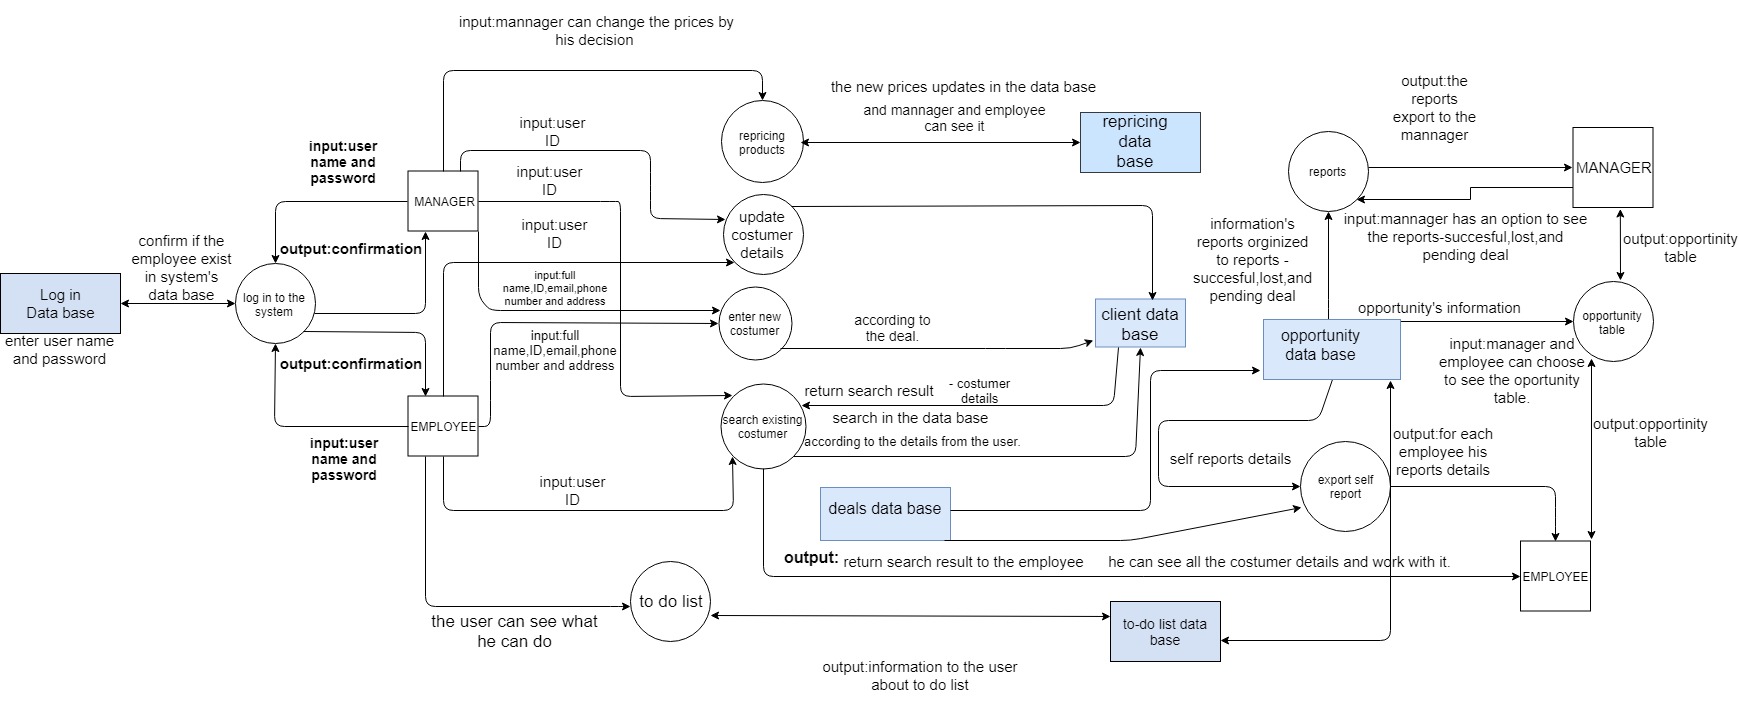 input:mannager can change the prices by
his decision
the new prices updates in the data base
and mannager and employee
can see it
repricing
data
base
repricing
products
output:the
reports
export to the
mannager
MANAGER
reports
input:mannager has an option to see
the reports-succesful,lost,and
pending deal
information's
reports orginized
to reports -
succesful,lost,and
pending deal
output:opportinity
table
input:user
ID
input:user
name and
password
input:user
ID
MANAGER
input:user
ID
update
costumer
details
output:confirmation
confirm if the
employee exist
in system's
data base
Log in
Data base
enter user name
and password
log in to the
system
input:full
name,ID,email,phone
number and address
enter new
costumer
according to
the deal.
client data
base
opportunity's information
opportunity
table
opportunity
data base
input:manager and
employee can choose
to see the oportunity
table.
input:full
name,ID,email,phone
number and address
output:confirmation
EMPLOYEE
input:user
name and
password
return search result
- costumer
details
search in the data base
according to the details from the user.
search existing
costumer
output:opportinity
table
output:for each
employee his
reports details
self reports details
export self
report
input:user
ID
deals data base
output:
return search result to the employee
he can see all the costumer details and work with it.
EMPLOYEE
to do list
the user can see what
he can do
to-do list data
base
output:information to the user
about to do list